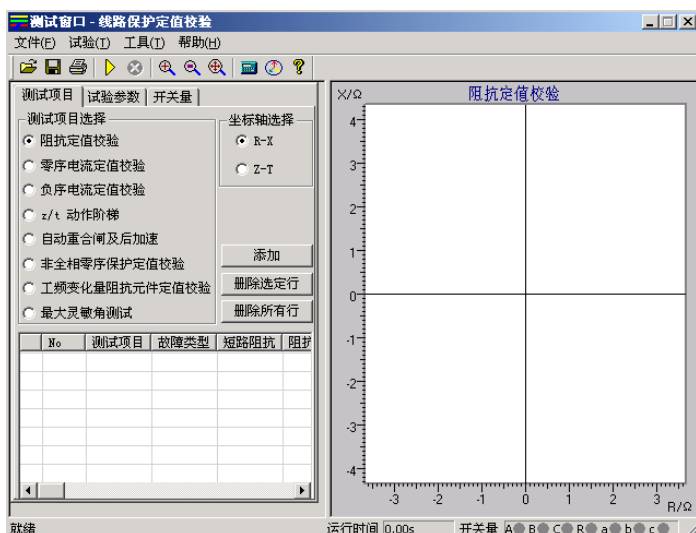 测试窗口 - 线路保护定值校验
文件(F) 试验(T) 工具(T) 帮助(H)
测试项目 试验参数 开关量
测试项目选择
阻抗定值校验
零序电流定值校验
负序电流定值校验
z/t 动作阶梯
自动重合闸及后加速
非全相零序保护定值校验
工频变化量阻抗元件定值校验
最大灵敏角测试
坐标轴选择
R-X
Z-T
添加
删除选定行
删除所有行
No 测试项目 故障类型 短路阻抗 阻抗
X/Ω 阻抗定值校验
4
3
2
1
0
-1
-2
-3
-4
-3 -2 -1 0 1 2 3
R/Ω
就绪 运行时间 0.00s 开关量 A B C R a b c